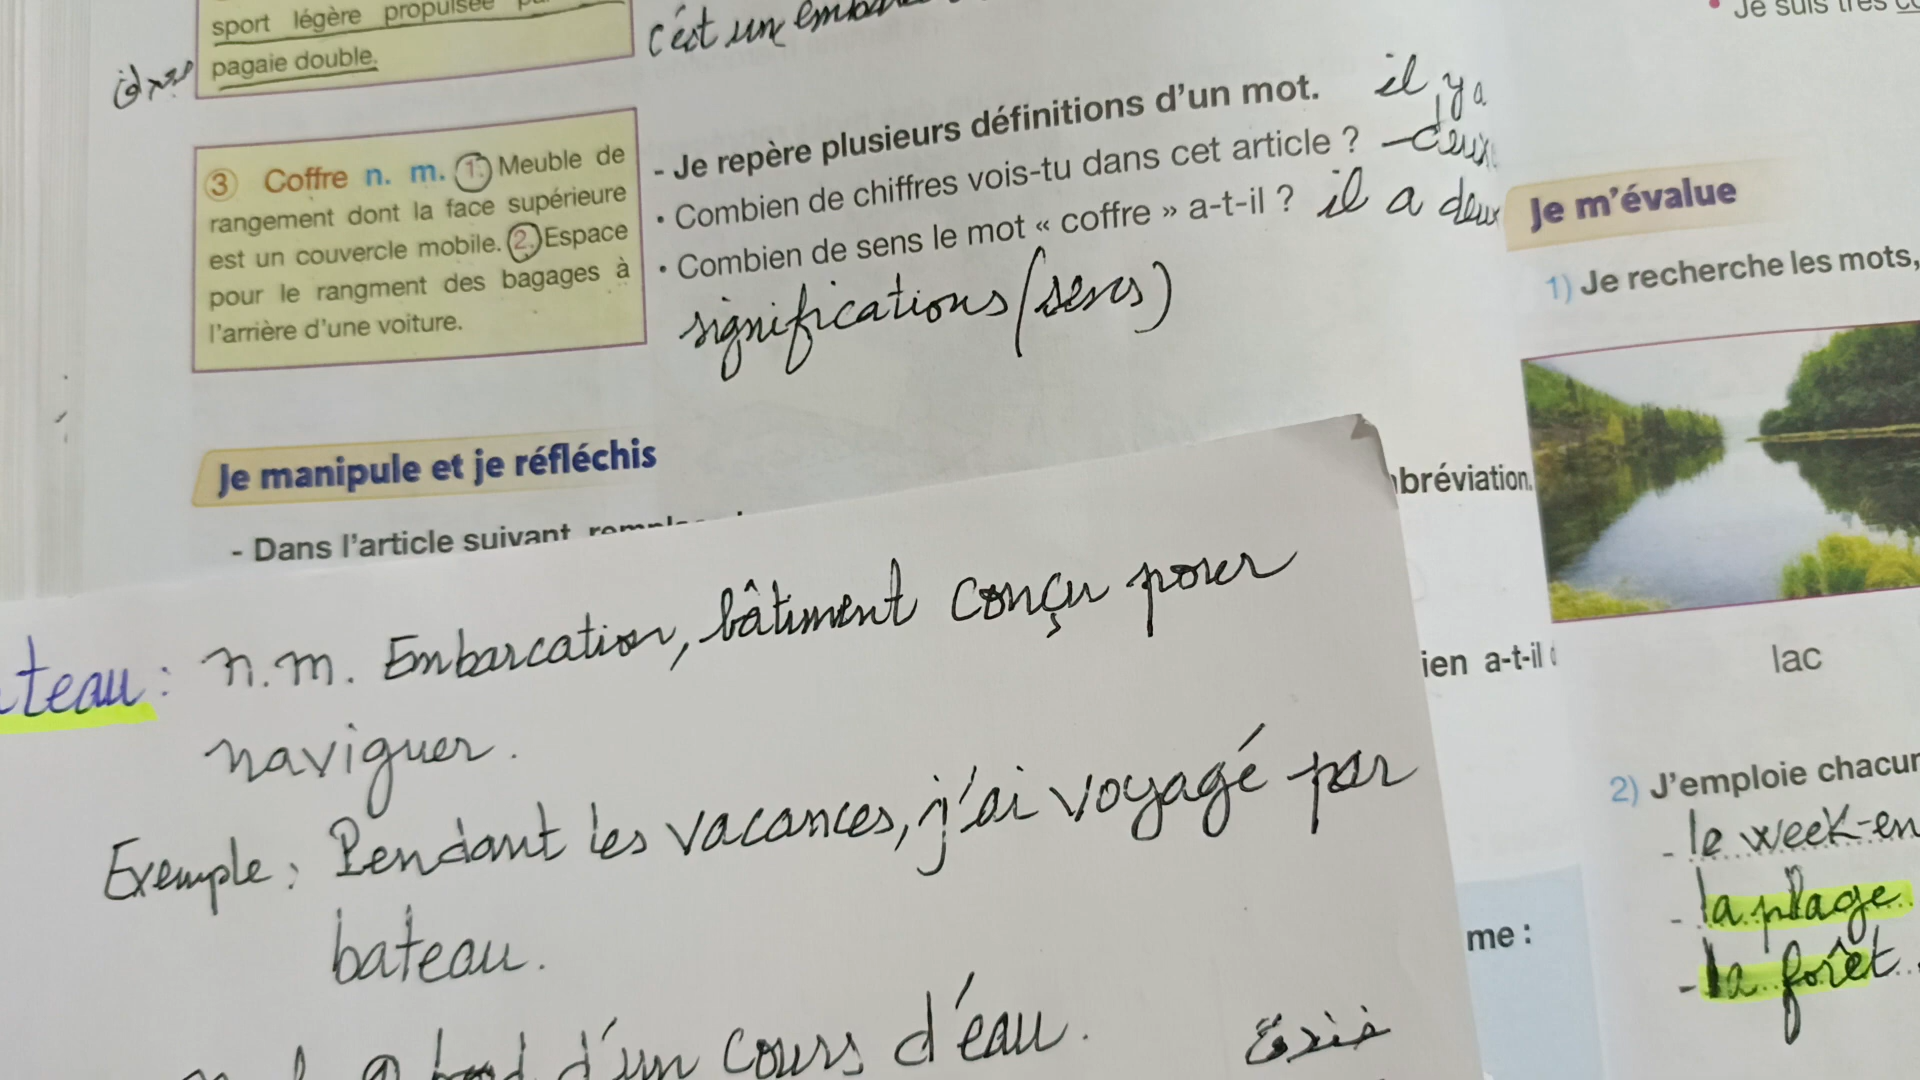 sport légère propulsée
pagaie double.
c'est un
③ Coffre n. m. 1. Meuble de
rangement dont la face supérieure
est un couvercle mobile. 2. Espace
pour le rangment des bagages à
l'arrière d'une voiture.
- Je repère plusieurs définitions d'un mot. il y a
• Combien de chiffres vois-tu dans cet article ? deux.
• Combien de sens le mot « coffre » a-t-il ? il a deux
significations (sens)
Je manipule et je réfléchis
- Dans l'article suivant
teau : n.m. Embarcation, bâtiment conçu pour
naviguer.
Exemple : Pendant les vacances, j'ai voyagé par
bateau.
d'un cours d'eau.
bréviation.
ien a-t-il
me :
• Je suis très
Je m'évalue
1) Je recherche les mots,
lac
2) J'emploie chacun
- le week-en
- la plage
- la forêt.